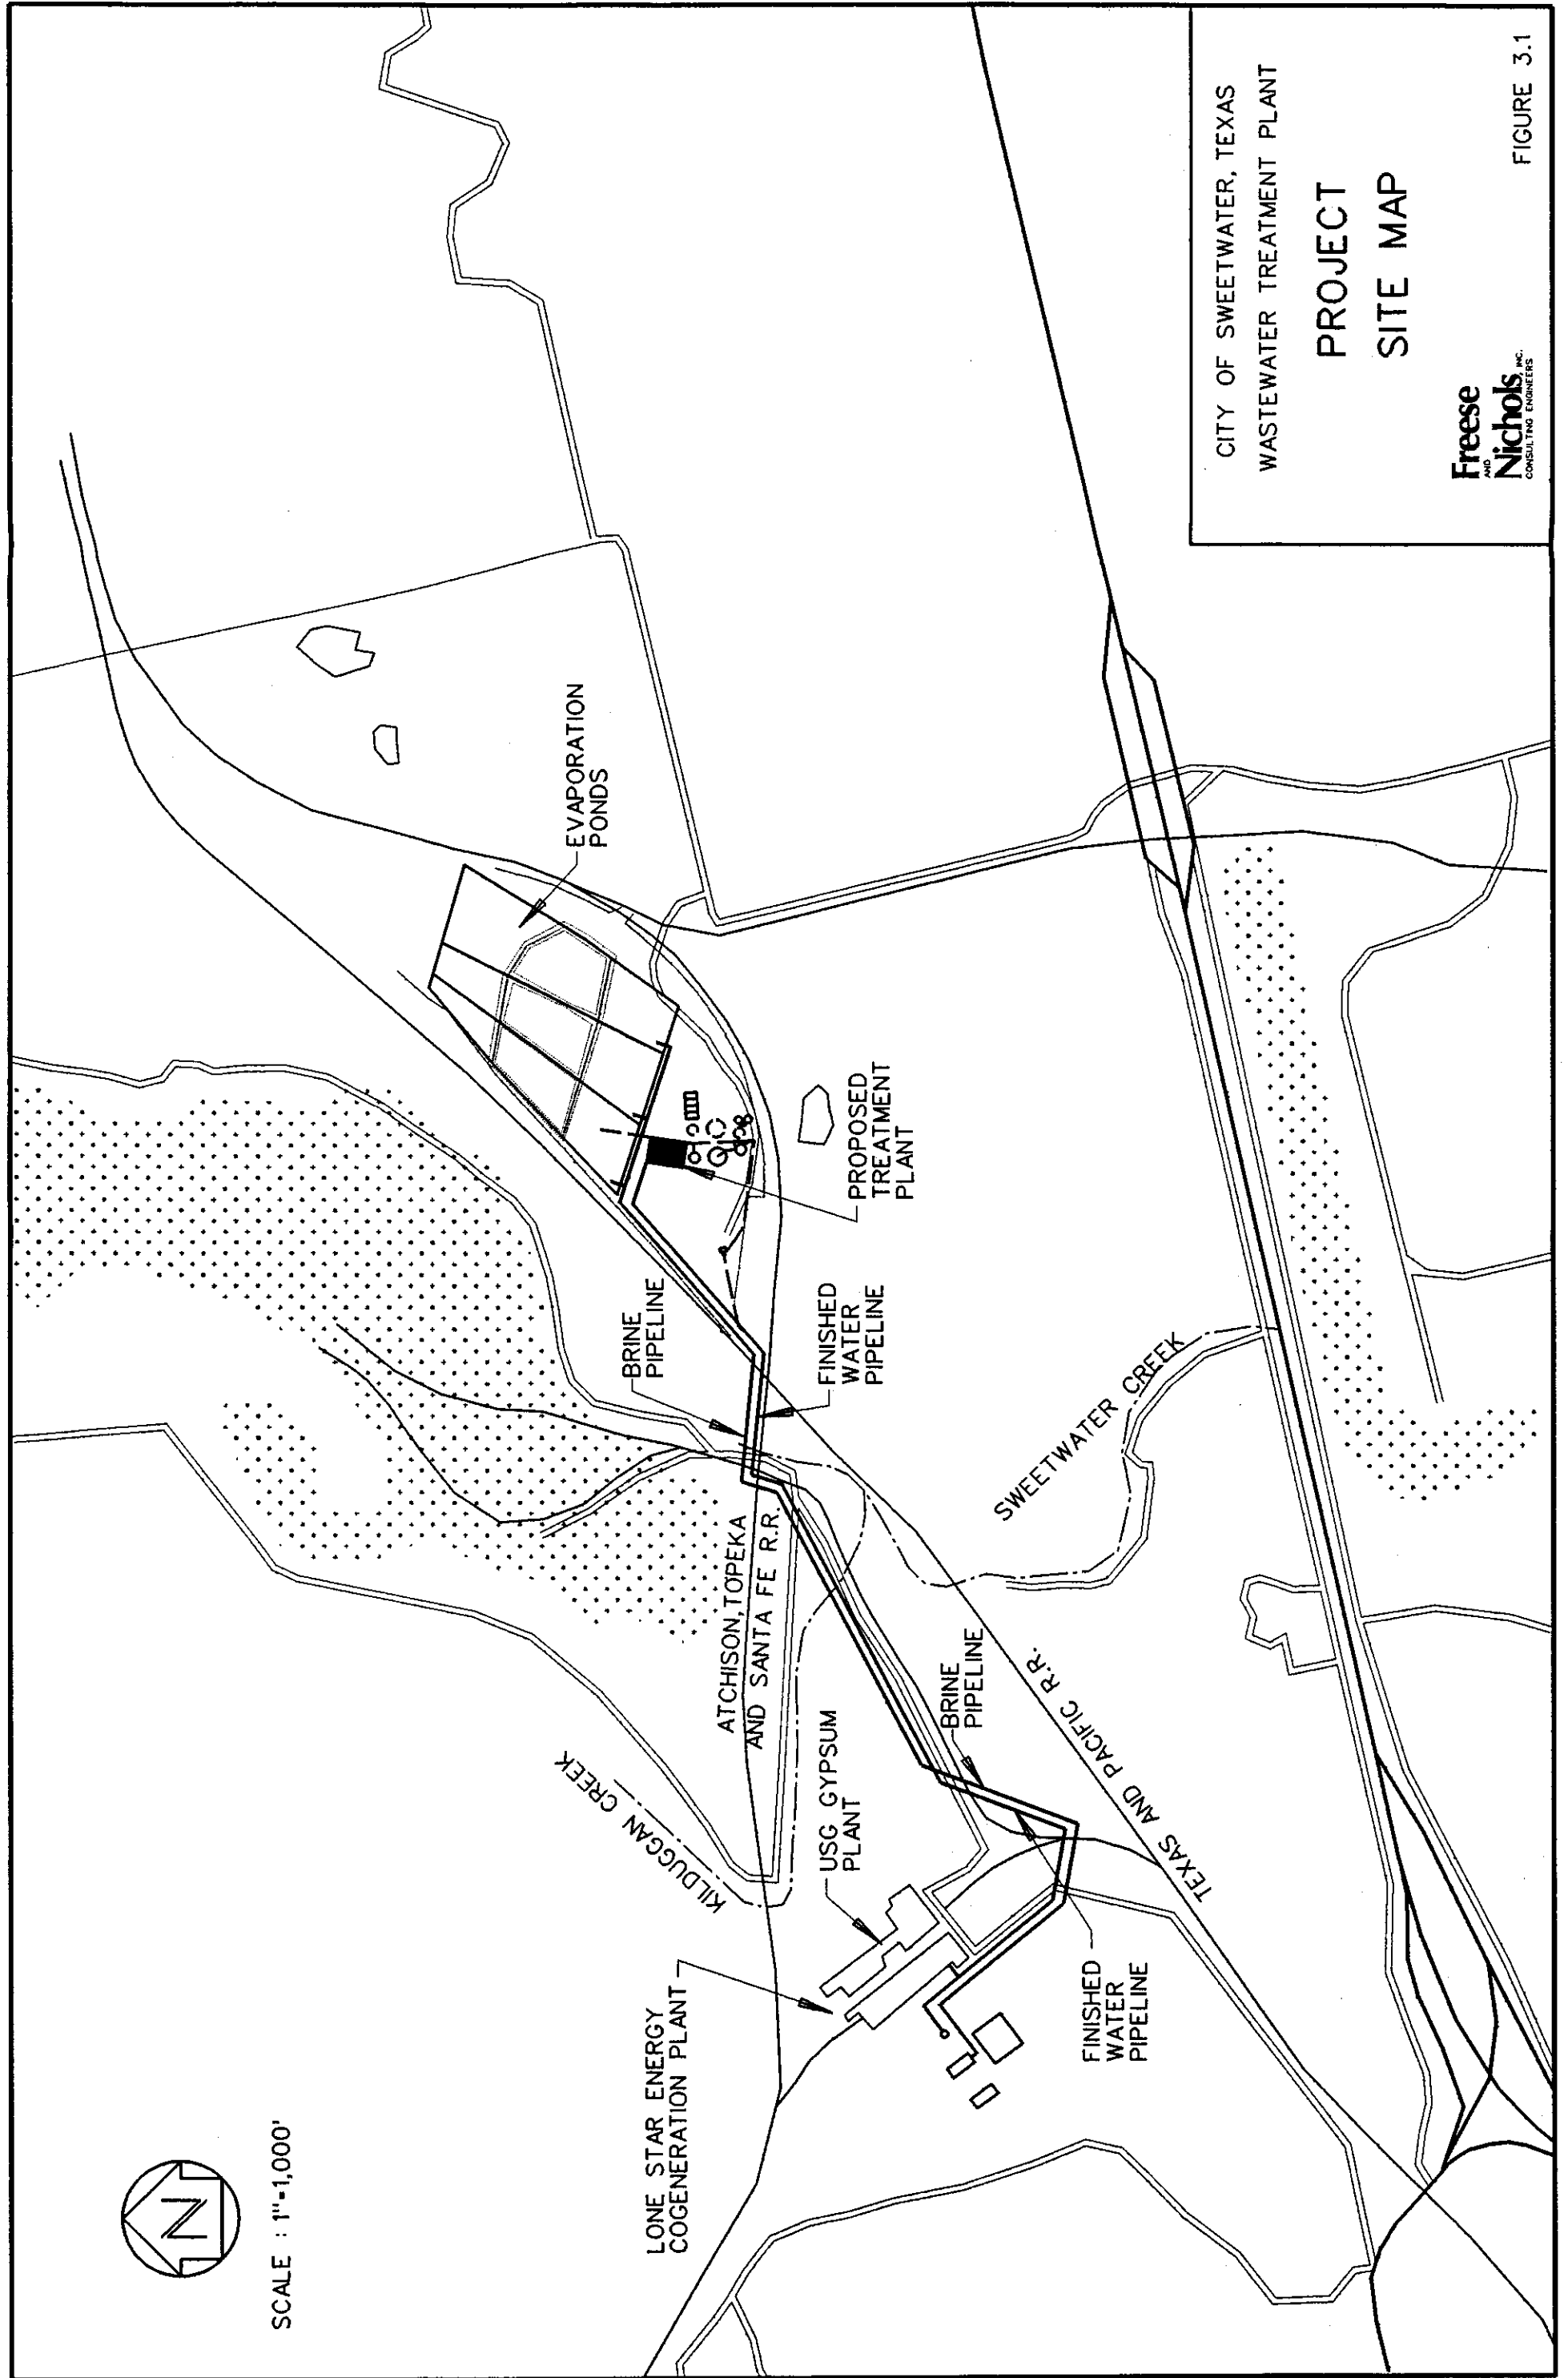 N
SCALE : 1"=1,000'
LONE STAR ENERGY
COGENERATION PLANT
USG GYPSUM
PLANT
KILDUGGAN CREEK
ATCHISON, TOPEKA
AND SANTA FE R.R.
BRINE
PIPELINE
FINISHED
WATER
PIPELINE
EVAPORATION
PONDS
PROPOSED
TREATMENT
PLANT
BRINE
PIPELINE
FINISHED
WATER
PIPELINE
TEXAS AND PACIFIC R.R.
SWEETWATER CREEK
CITY OF SWEETWATER, TEXAS
WASTEWATER TREATMENT PLANT
PROJECT
SITE MAP
Freese
AND
Nichols, INC.
CONSULTING ENGINEERS
FIGURE 3.1